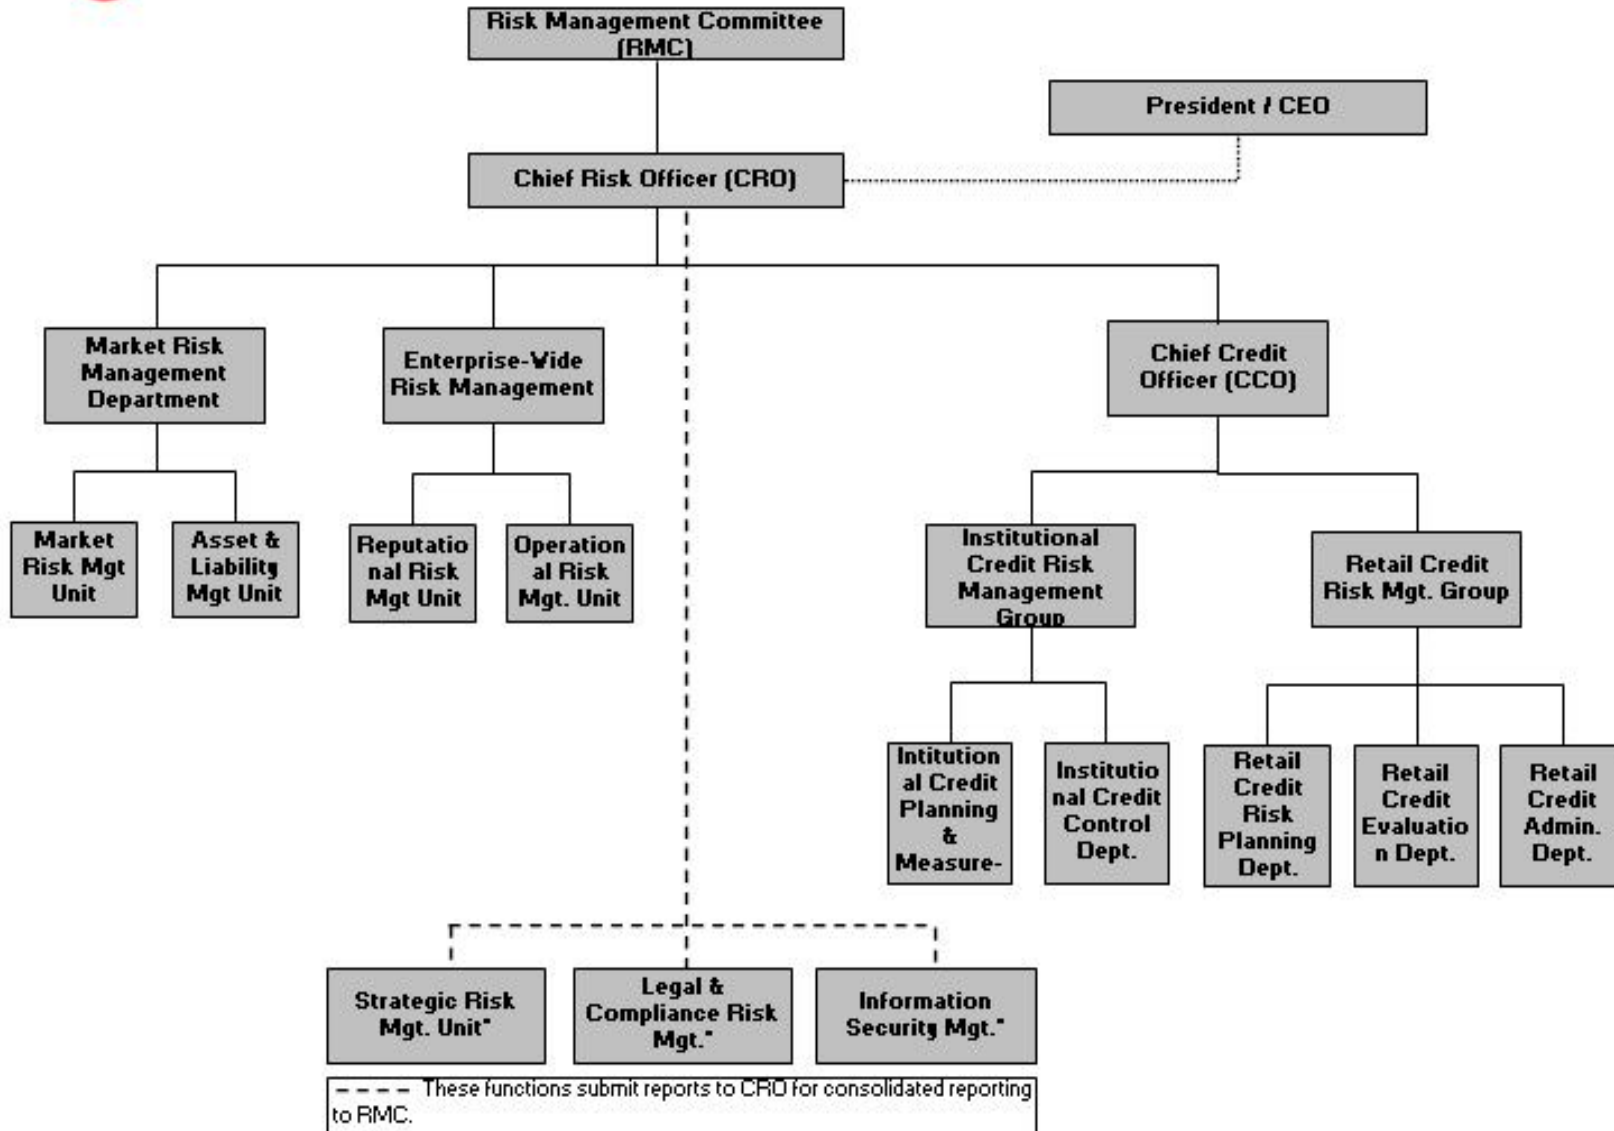 Risk Management Committee
(RMC)
President / CEO
Chief Risk Officer (CRO)
Market Risk
Management
Department
Enterprise-Wide
Risk Management
Chief Credit
Officer (CCO)
Market
Risk Mgt
Unit
Asset &
Liability
Mgt Unit
Reputatio
nal Risk
Mgt Unit
Operation
al Risk
Mgt. Unit
Institutional
Credit Risk
Management
Group
Retail Credit
Risk Mgt. Group
Intitution
al Credit
Planning
&
Measure-
Institutio
nal Credit
Control
Dept.
Retail
Credit
Risk
Planning
Dept.
Retail
Credit
Evaluatio
n Dept.
Retail
Credit
Admin.
Dept.
Strategic Risk
Mgt. Unit*
Legal &
Compliance Risk
Mgt.*
Information
Security Mgt.*
---- These functions submit reports to CRO for consolidated reporting
to RMC.